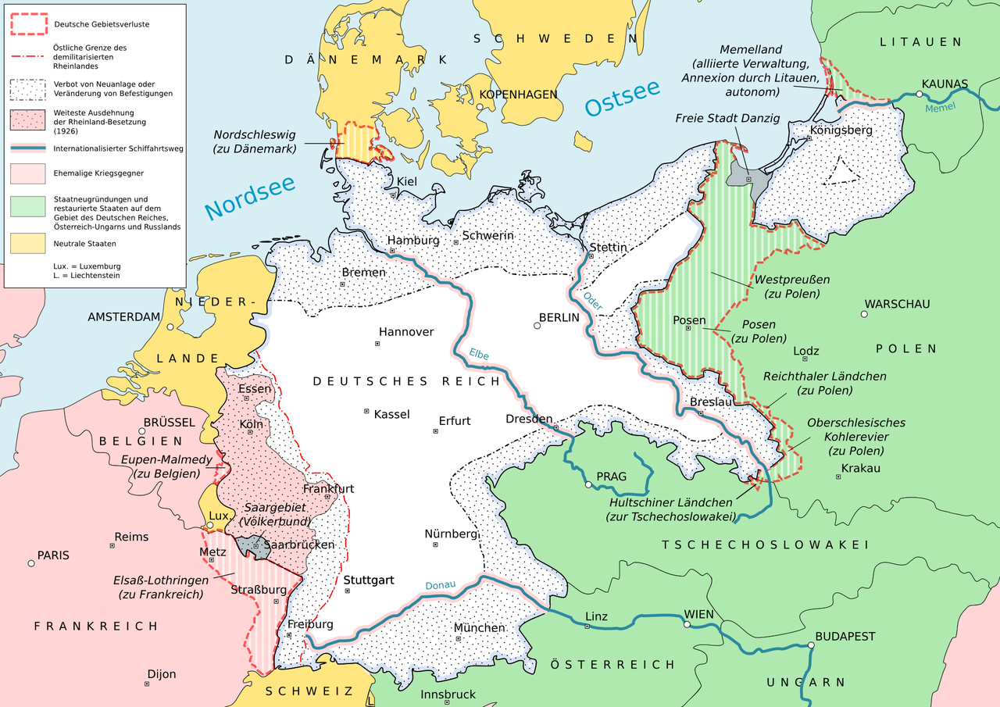 Deutsche Gebietsverluste
Östliche Grenze des
demilitarisierten
Rheinlandes
Verbot von Neuanlage oder
Veränderung von Befestigungen
Weiteste Ausdehnung
der Rheinland-Besetzung
(1926)
Internationalisierter Schiffahrtsweg
Ehemalige Kriegsgegner
Staatneugründungen und
restaurierte Staaten auf dem
Gebiet des Deutschen Reiches,
Österreich-Ungarns und Russlands
Neutrale Staaten
Lux. = Luxemburg
L. = Liechtenstein
SCHWEDEN
DÄNEMARK
LITAUEN
Memelland
(alliierte Verwaltung,
Annexion durch Litauen,
autonom)
KAUNAS
Memel
KOPENHAGEN
Ostsee
Freie Stadt Danzig
Königsberg
Nordschleswig
(zu Dänemark)
Nordsee
Kiel
Hamburg
Schwerin
Stettin
Bremen
Westpreußen
(zu Polen)
NIEDER-
LANDE
AMSTERDAM
Oder
BERLIN
WARSCHAU
Posen
Posen
(zu Polen)
Hannover
Elbe
Lodz
POLEN
DEUTSCHES REICH
Reichthaler Ländchen
(zu Polen)
Essen
Breslau
Kassel
Erfurt
Dresden
BRÜSSEL
Köln
BELGIEN
Oberschlesisches
Kohlerevier
(zu Polen)
Eupen-Malmedy
(zu Belgien)
Krakau
PRAG
Frankfurt
Hultschiner Ländchen
(zur Tschechoslowakei)
Saargebiet
(Völkerbund)
Lux.
Reims
Saarbrücken
Nürnberg
TSCHECHOSLOWAKEI
PARIS
Metz
Elsaß-Lothringen
(zu Frankreich)
Straßburg
Stuttgart
Donau
FRANKREICH
Freiburg
München
Linz
WIEN
BUDAPEST
ÖSTERREICH
Dijon
UNGARN
SCHWEIZ
L
Innsbruck